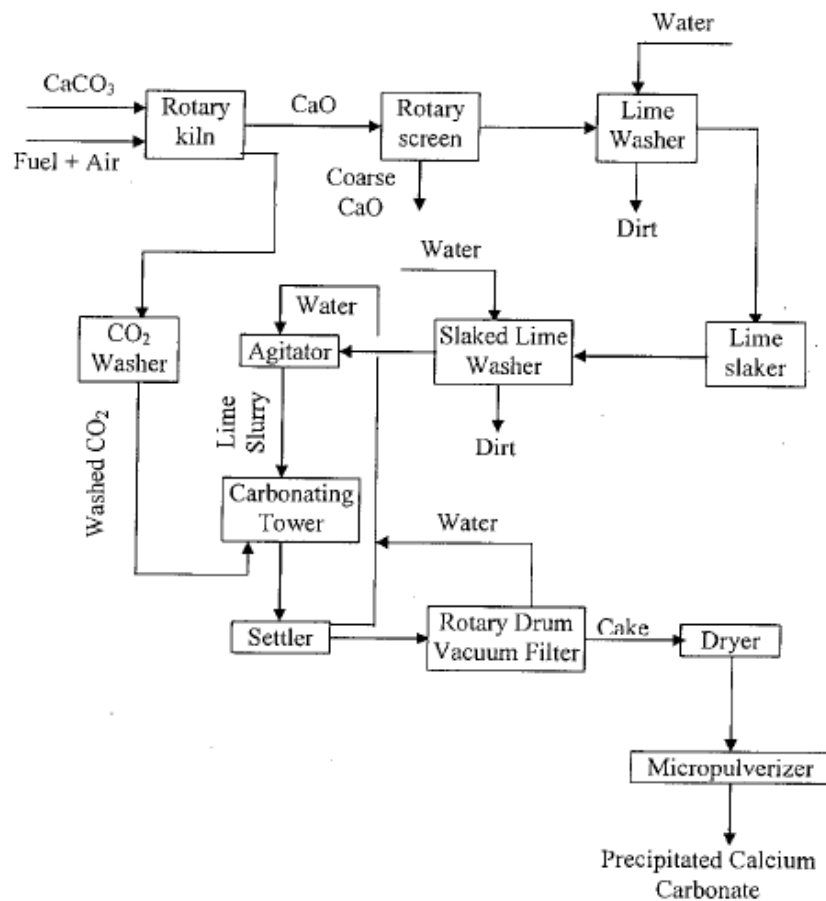 Water
CaCO₃
Rotary
kiln
CaO
Rotary
screen
Lime
Washer
Fuel + Air
Coarse
CaO
Dirt
Water
Water
CO₂
Washer
Agitator
Slaked Lime
Washer
Lime
slaker
Washed CO₂
Lime
Slurry
Dirt
Carbonating
Tower
Water
Settler
Rotary Drum
Vacuum Filter
Cake
Dryer
Micropulverizer
Precipitated Calcium
Carbonate